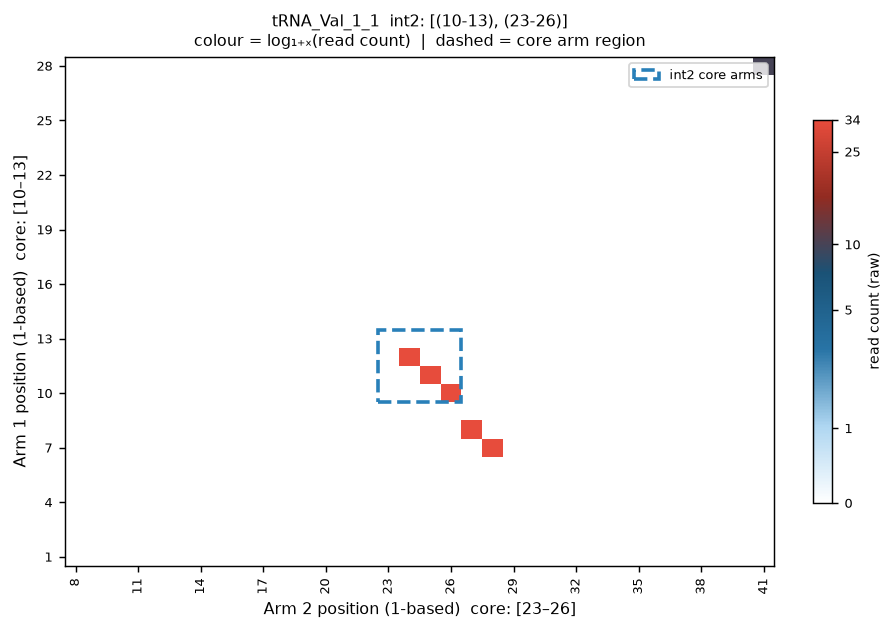 tRNA_Val_1_1  int2: [(10-13), (23-26)]
colour = log₁₊ₓ(read count)  |  dashed = core arm region
int2 core arms
Arm 1 position (1-based)  core: [10–13]
28
25
22
19
16
13
10
7
4
1
8 11 14 17 20 23 26 29 32 35 38 41
Arm 2 position (1-based)  core: [23–26]
34
25
10
5
1
0
read count (raw)